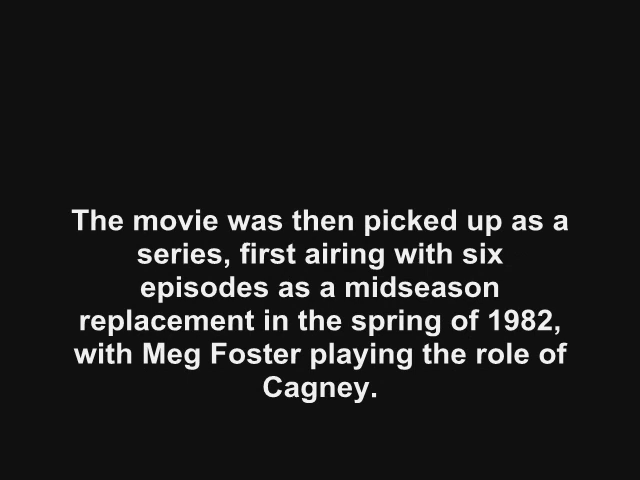 The movie was then picked up as a
series, first airing with six
episodes as a midseason
replacement in the spring of 1982,
with Meg Foster playing the role of
Cagney.